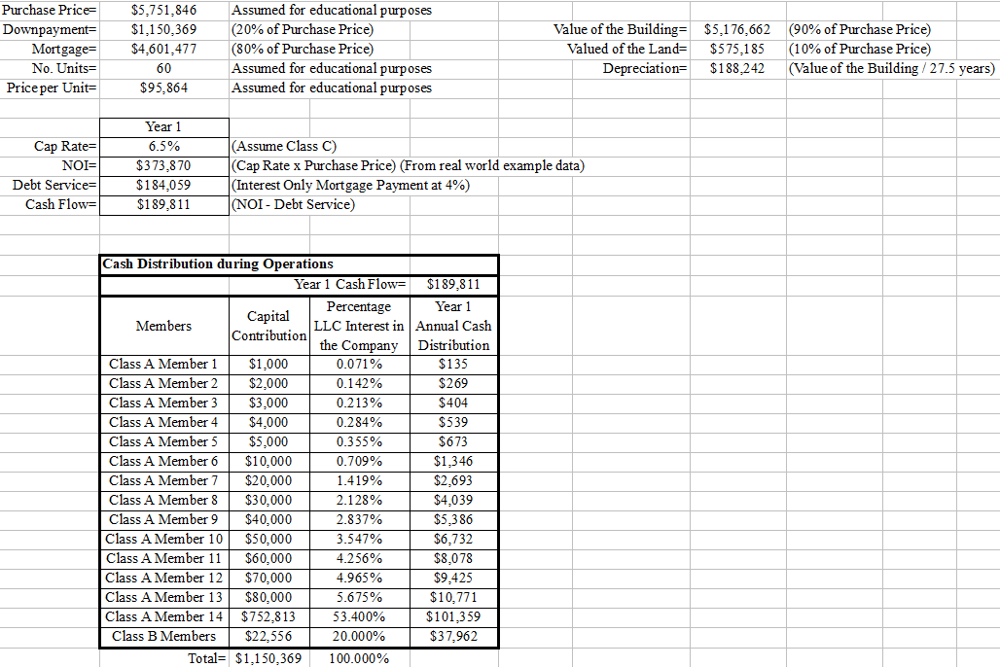 Purchase Price= $5,751,846 Assumed for educational purposes
Downpayment= $1,150,369 (20% of Purchase Price) Value of the Building= $5,176,662 (90% of Purchase Price)
Mortgage= $4,601,477 (80% of Purchase Price) Valued of the Land= $575,185 (10% of Purchase Price)
No. Units= 60 Assumed for educational purposes Depreciation= $188,242 (Value of the Building / 27.5 years)
Price per Unit= $95,864 Assumed for educational purposes
Year 1
Cap Rate= 6.5% (Assume Class C)
NOI= $373,870 (Cap Rate x Purchase Price) (From real world example data)
Debt Service= $184,059 (Interest Only Mortgage Payment at 4%)
Cash Flow= $189,811 (NOI - Debt Service)
Cash Distribution during Operations
Year 1 Cash Flow= $189,811
Members
Capital
Contribution
Percentage
LLC Interest in
the Company
Year 1
Annual Cash
Distribution
Class A Member 1 $1,000 0.071% $135
Class A Member 2 $2,000 0.142% $269
Class A Member 3 $3,000 0.213% $404
Class A Member 4 $4,000 0.284% $539
Class A Member 5 $5,000 0.355% $673
Class A Member 6 $10,000 0.709% $1,346
Class A Member 7 $20,000 1.419% $2,693
Class A Member 8 $30,000 2.128% $4,039
Class A Member 9 $40,000 2.837% $5,386
Class A Member 10 $50,000 3.547% $6,732
Class A Member 11 $60,000 4.256% $8,078
Class A Member 12 $70,000 4.965% $9,425
Class A Member 13 $80,000 5.675% $10,771
Class A Member 14 $752,813 53.400% $101,359
Class B Members $22,556 20.000% $37,962
Total= $1,150,369 100.000%